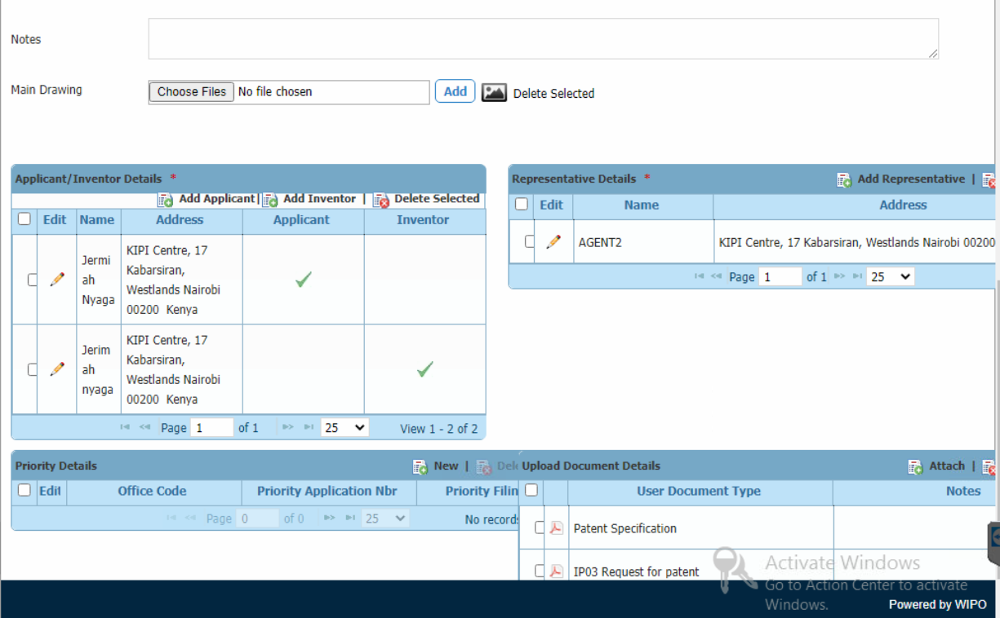 Notes
Main Drawing
Choose Files No file chosen Add Delete Selected
Applicant/Inventor Details *
Add Applicant | Add Inventor | Delete Selected
Edit Name Address Applicant Inventor
Jermi
ah
Nyaga
KIPI Centre, 17
Kabarsiran,
Westlands Nairobi
00200 Kenya
Jerim
ah
nyaga
KIPI Centre, 17
Kabarsiran,
Westlands Nairobi
00200 Kenya
Page 1 of 1 25 View 1 - 2 of 2
Representative Details * Add Representative |
Edit Name Address
AGENT2 KIPI Centre, 17 Kabarsiran, Westlands Nairobi 00200
Page 1 of 1 25
Priority Details New | Dele
Edit Office Code Priority Application Nbr Priority Filin
Page 0 of 0 25 No records
Upload Document Details Attach |
User Document Type Notes
Patent Specification
IP03 Request for patent
Activate Windows
Go to Action Center to activate
Windows.
Powered by WIPO